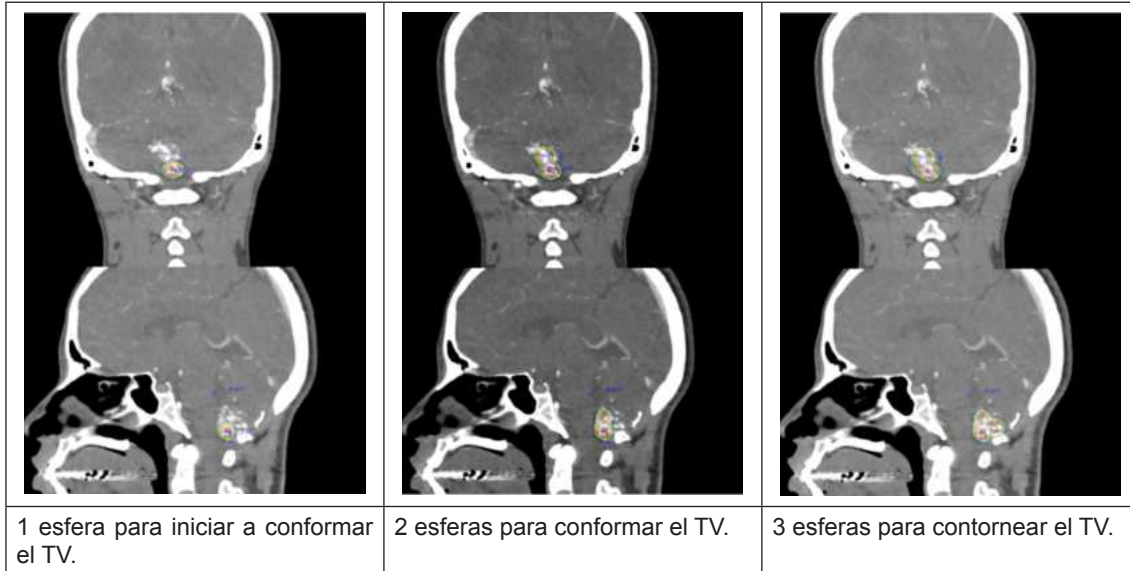 1 esfera para iniciar a conformar
el TV.
2 esferas para conformar el TV.
3 esferas para contornear el TV.